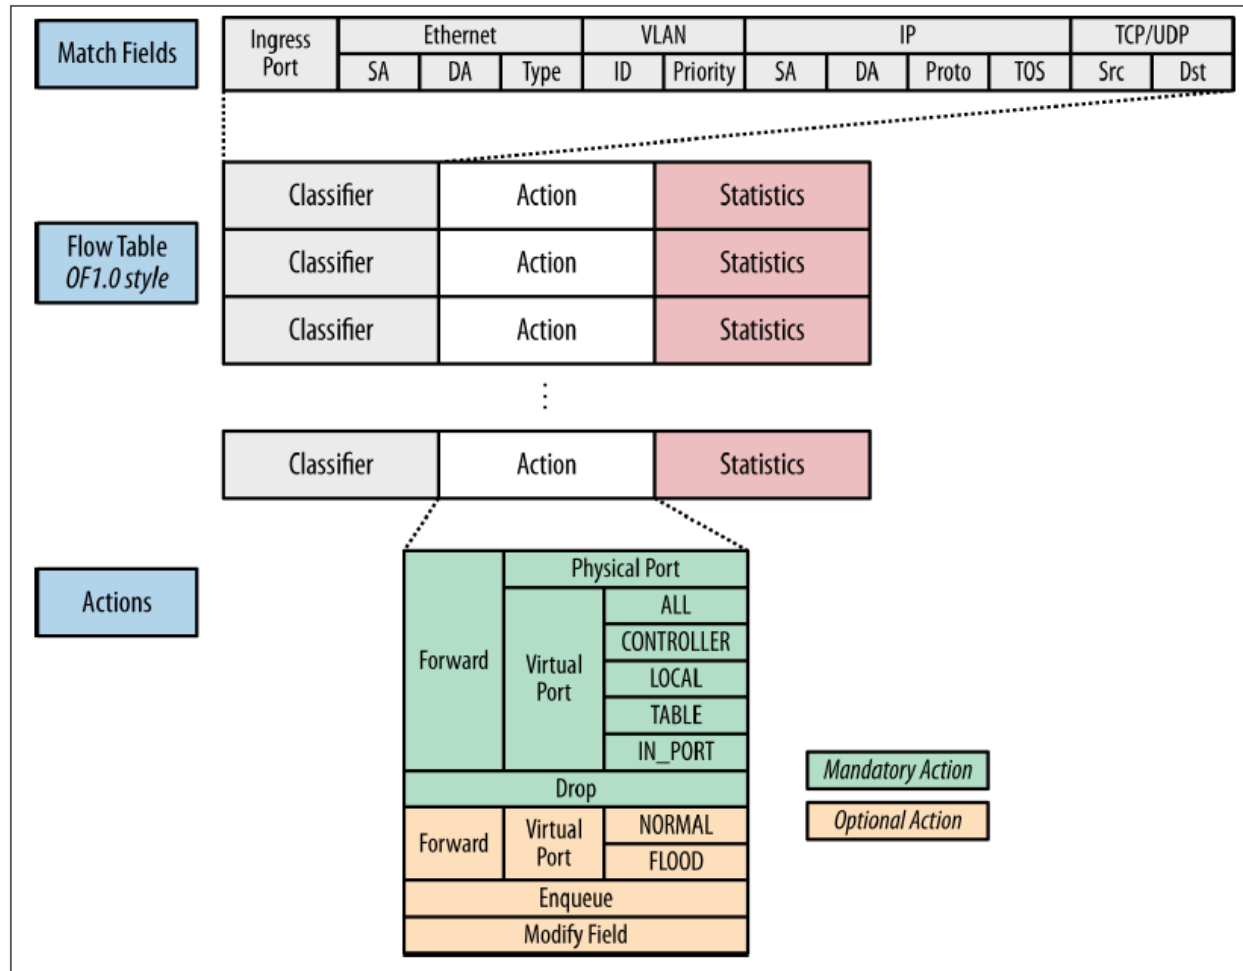 Match Fields
Ingress
Port
Ethernet
VLAN
IP
TCP/UDP
SA
DA
Type
ID
Priority
SA
DA
Proto
TOS
Src
Dst
Flow Table
OF1.0 style
Classifier
Action
Statistics
Classifier
Action
Statistics
Classifier
Action
Statistics
Classifier
Action
Statistics
Actions
Forward
Physical Port
Virtual
Port
ALL
CONTROLLER
LOCAL
TABLE
IN_PORT
Drop
Forward
Virtual
Port
NORMAL
FLOOD
Enqueue
Modify Field
Mandatory Action
Optional Action